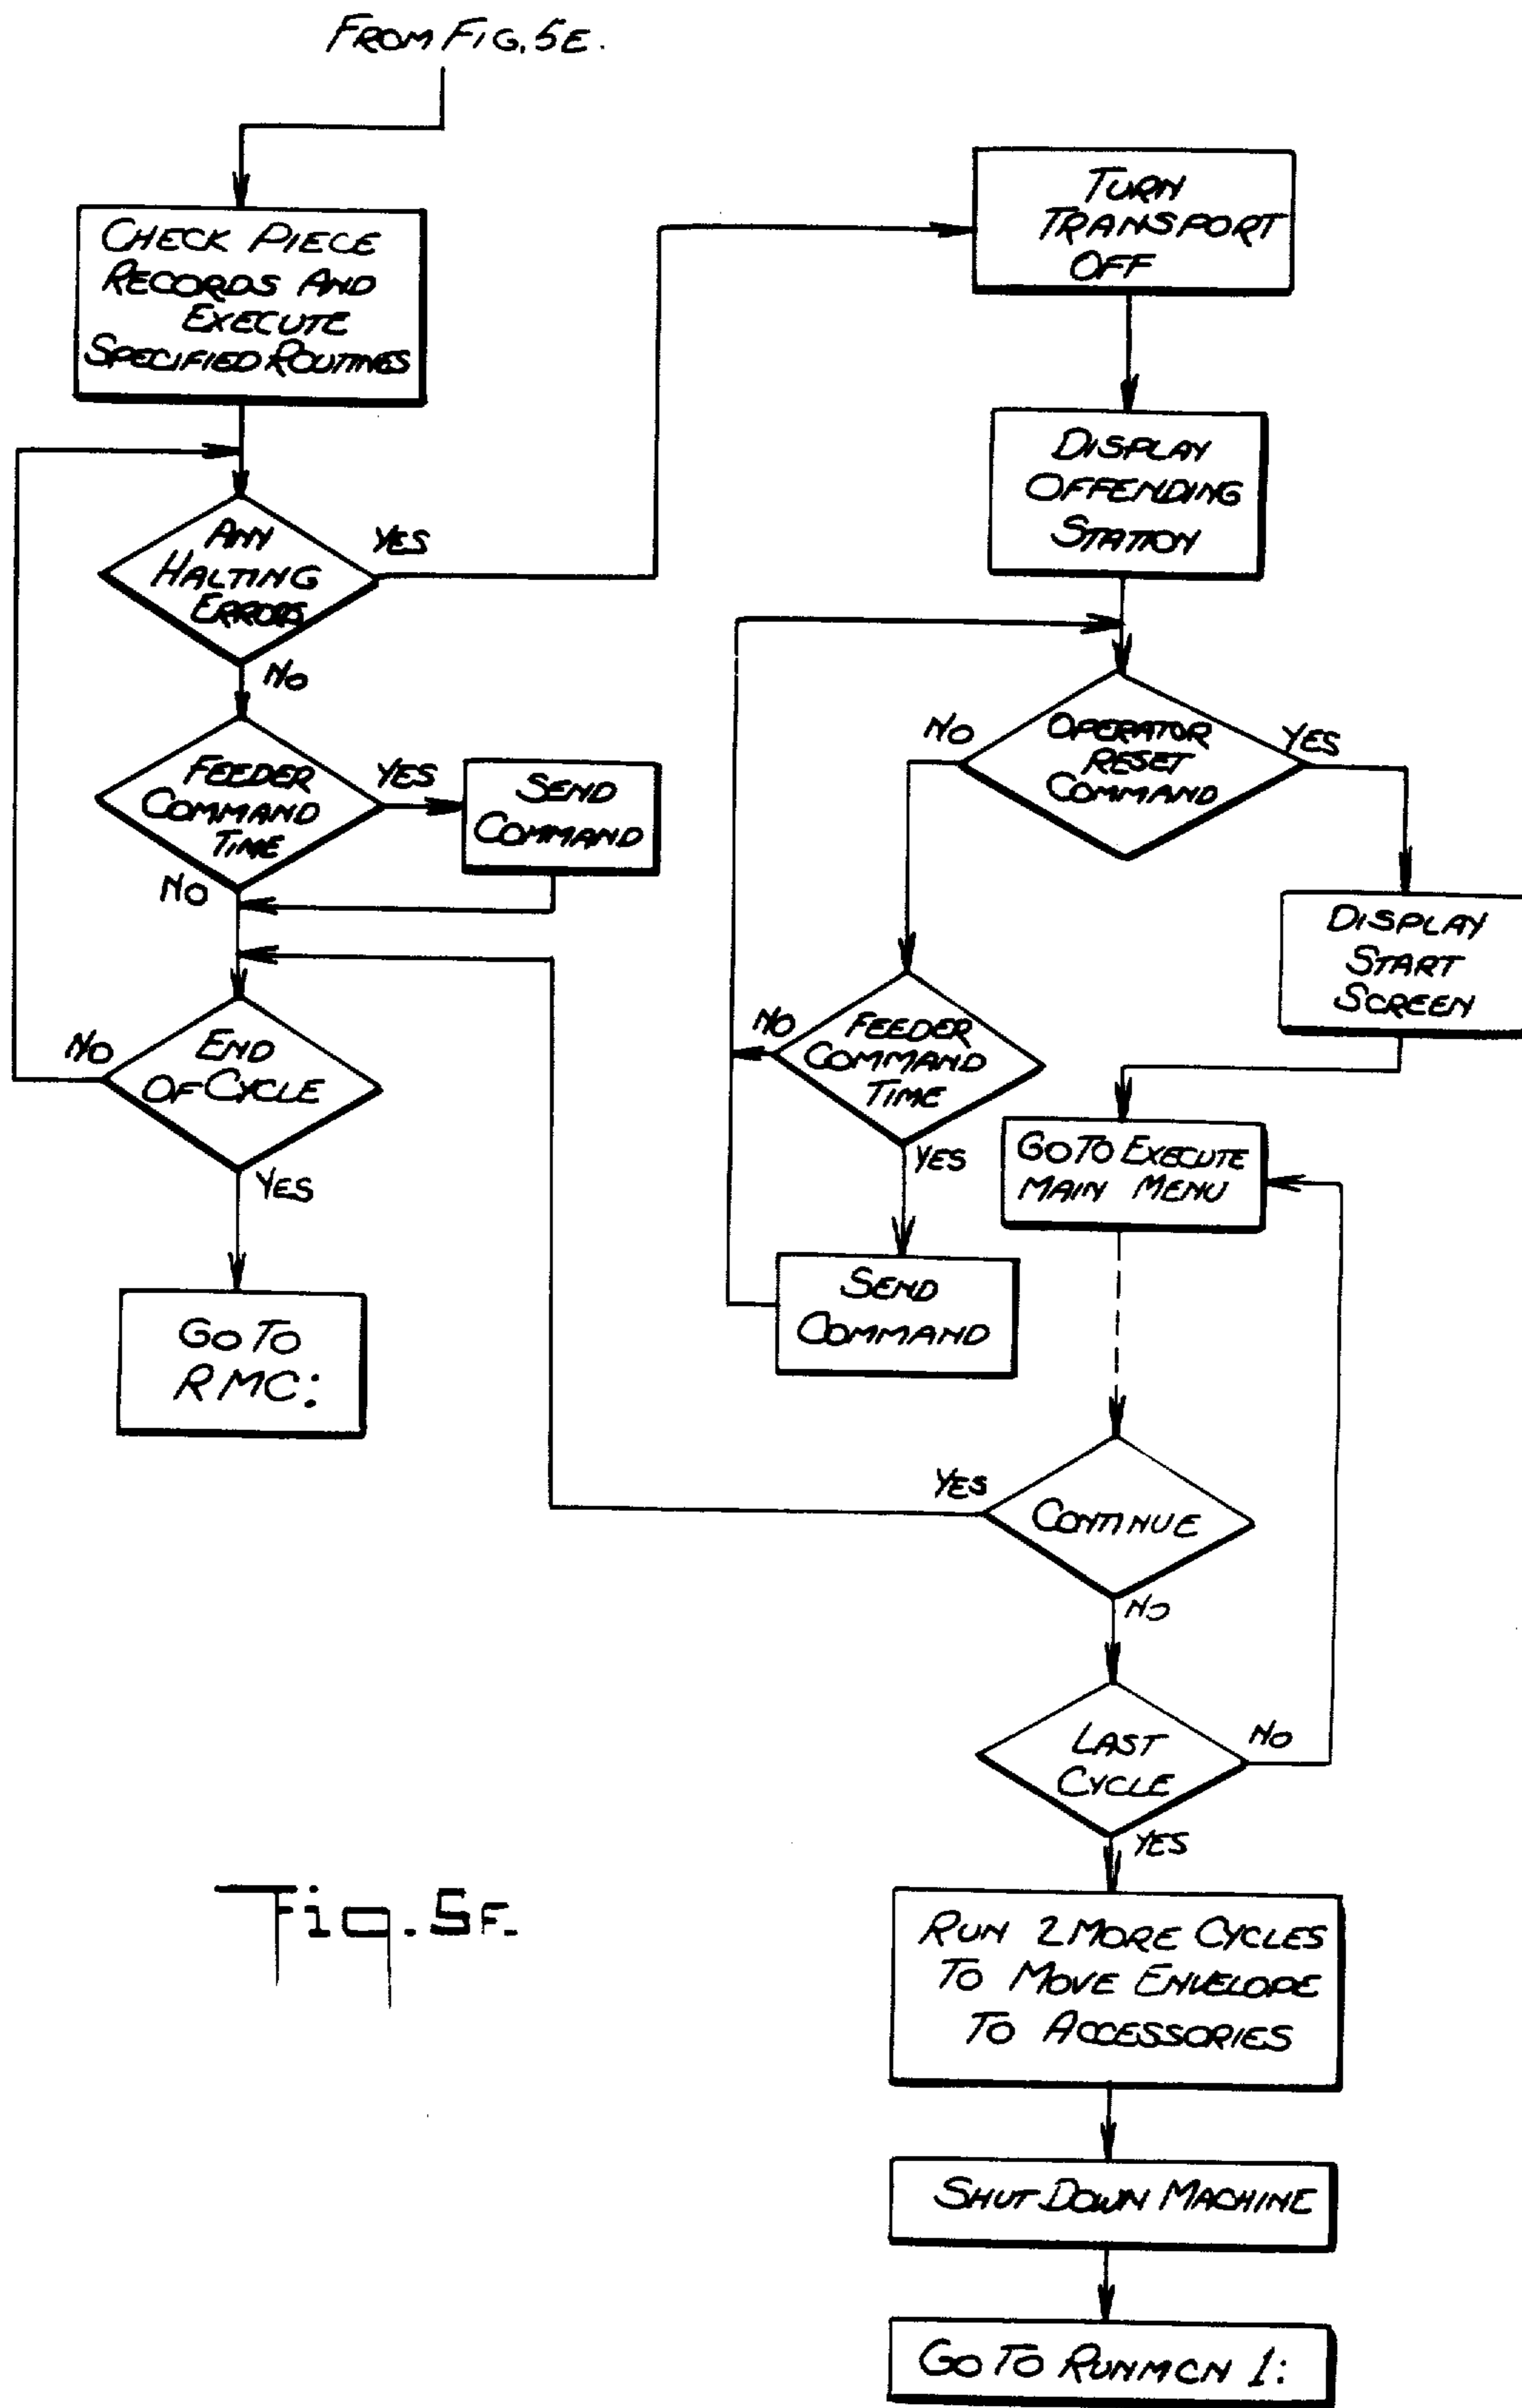 FROM FIG. 5E.
CHECK PIECE
RECORDS AND
EXECUTE
SPECIFIED ROUTINES
ANY
HALTING
ERRORS
YES
NO
FEEDER
COMMAND
TIME
YES
NO
SEND
COMMAND
END
OF CYCLE
NO
YES
GO TO
RMC:
TURN
TRANSPORT
OFF
DISPLAY
OFFENDING
STATION
OPERATOR
RESET
COMMAND
NO
YES
DISPLAY
START
SCREEN
FEEDER
COMMAND
TIME
NO
YES
SEND
COMMAND
GO TO EXECUTE
MAIN MENU
CONTINUE
YES
NO
LAST
CYCLE
NO
YES
RUN 2 MORE CYCLES
TO MOVE ENVELOPE
TO ACCESSORIES
SHUT DOWN MACHINE
GO TO RUNMCN 1:
Fig. 5F.